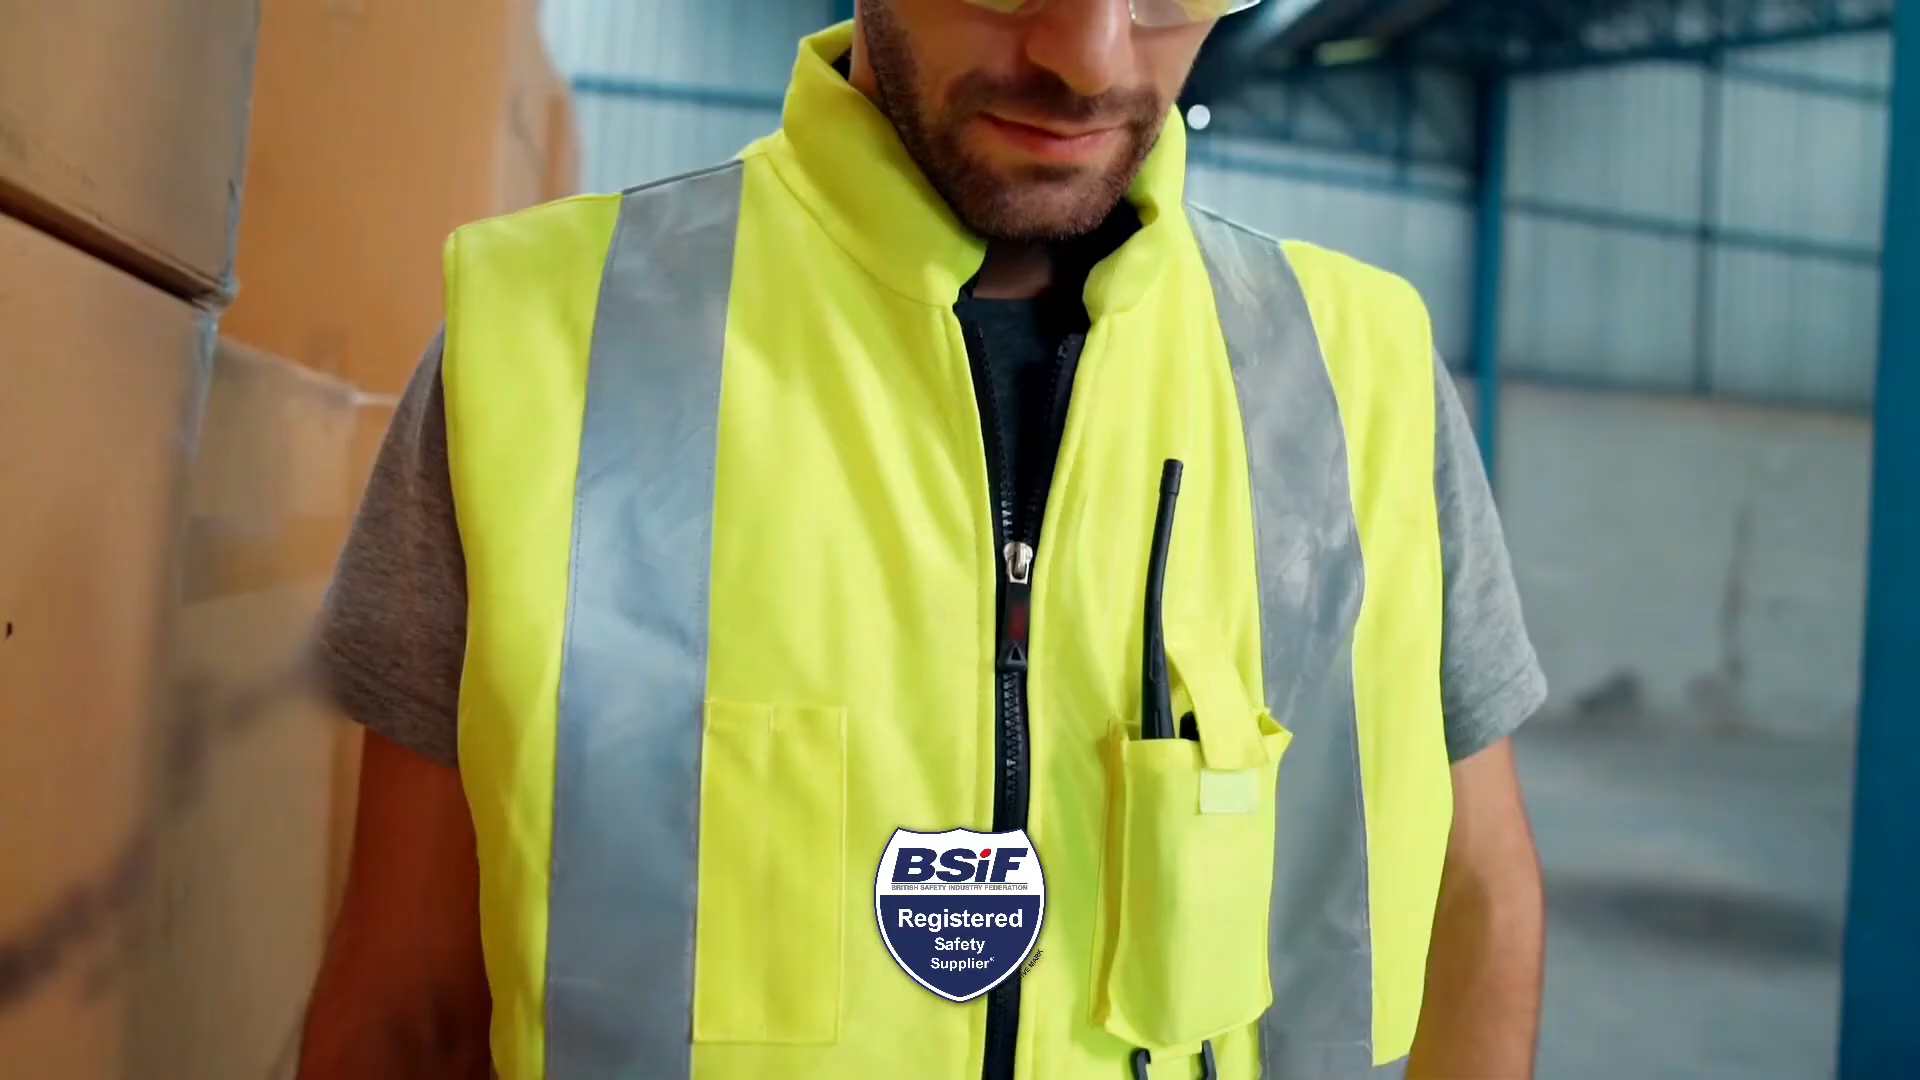 BSiF
BRITISH SAFETY INDUSTRY FEDERATION
Registered
Safety
Supplier